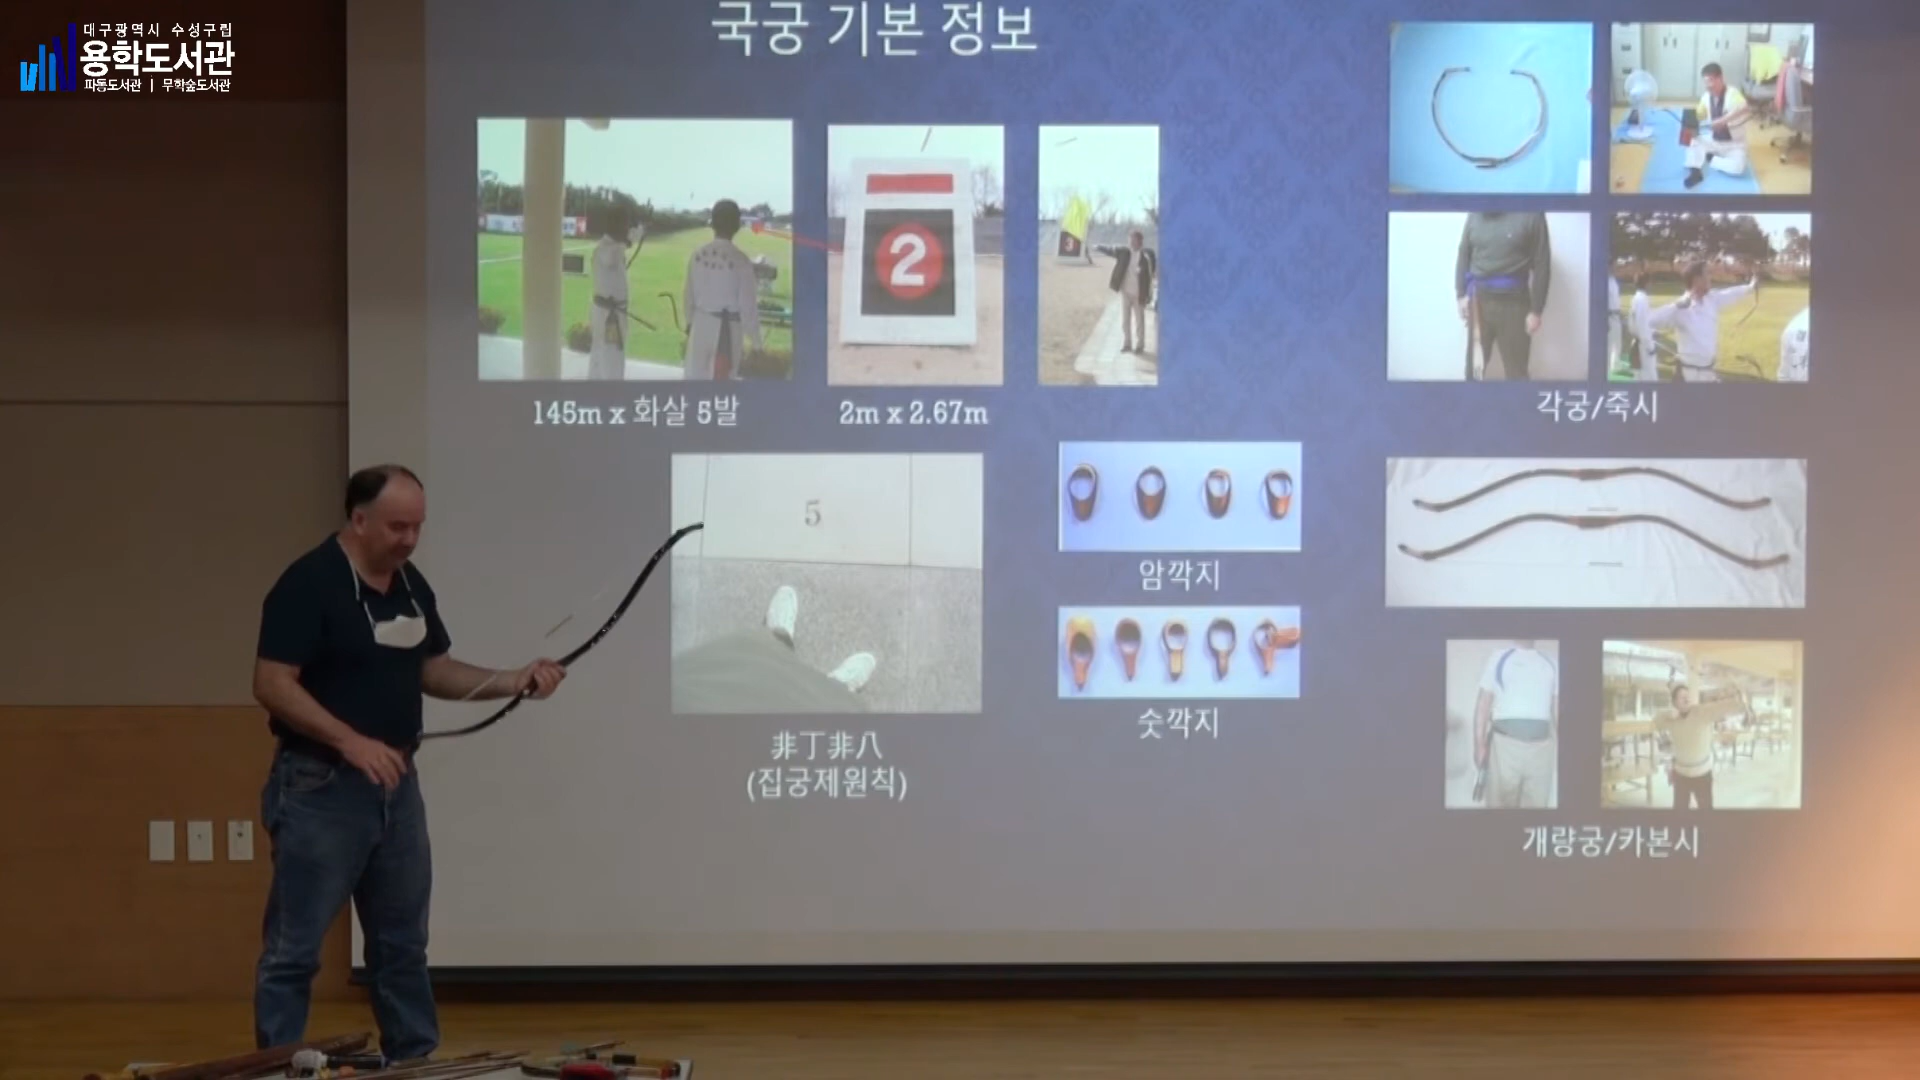 대구광역시 수성구립
용학도서관
파동도서관 | 무학숲도서관
국궁 기본 정보
2
3
145m x 화살 5발
2m x 2.67m
각궁/죽시
5
암깍지
숫깍지
非丁非八
(집궁제원칙)
개량궁/카본시